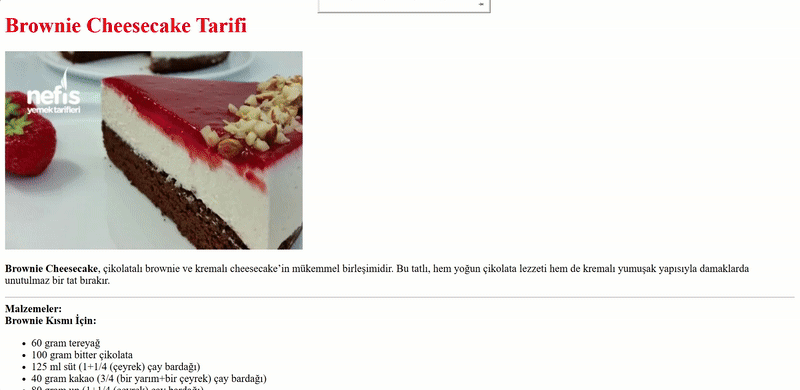 Brownie Cheesecake Tarifi
nefis
yemektarifleri
Brownie Cheesecake, çikolatalı brownie ve kremalı cheesecake'in mükemmel birleşimidir. Bu tatlı, hem yoğun çikolata lezzeti hem de kremalı yumuşak yapısıyla damaklarda
unutulmaz bir tat bırakır.
Malzemeler:
Brownie Kısmı İçin:
60 gram tereyağ
100 gram bitter çikolata
125 ml süt (1+1/4 (çeyrek) çay bardağı)
40 gram kakao (3/4 (bir yarım+bir çeyrek) çay bardağı)